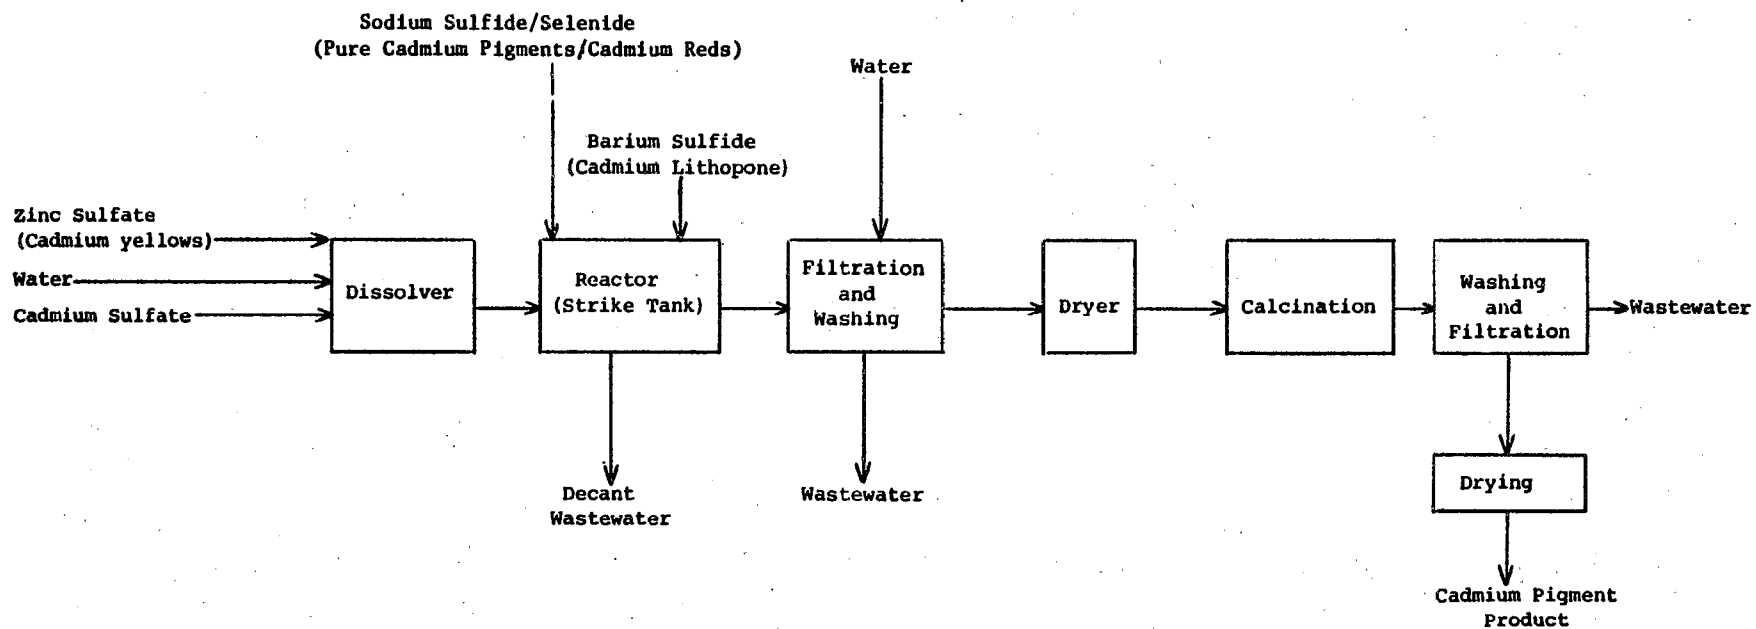 Sodium Sulfide/Selenide
(Pure Cadmium Pigments/Cadmium Reds)
Water
Barium Sulfide
(Cadmium Lithopone)
Zinc Sulfate
(Cadmium yellows)
Water
Cadmium Sulfate
Dissolver
Reactor
(Strike Tank)
Filtration
and
Washing
Dryer
Calcination
Washing
and
Filtration
Wastewater
Decant
Wastewater
Wastewater
Drying
Cadmium Pigment
Product